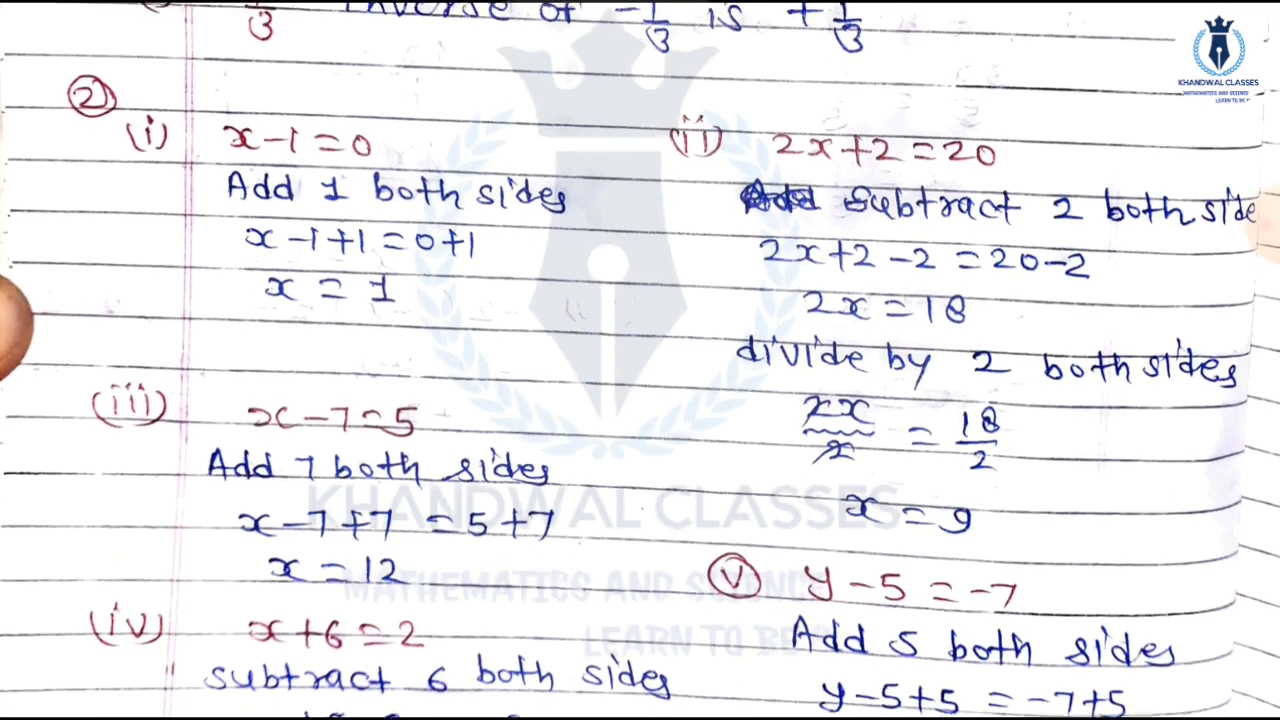 inverse of -1/3 is +1/3
KHANDWAL CLASSES
MATHEMATICS AND SCIENCE
②
(i) x-1=0
Add 1 both sides
x-1+1=0+1
x = 1
(ii) 2x+2=20
subtract 2 both side
2x+2-2=20-2
2x=18
divide by 2 both sides
2x/2 = 18/2
x=9
(iii) x-7=5
Add 7 both sides
x-7+7=5+7
x=12
(iv) x+6=2
subtract 6 both sides
Ⓥ y-5=-7
Add 5 both sides
y-5+5=-7+5
KHANDWAL CLASSES
MATHEMATICS AND SCIENCE
LEARN TO BE